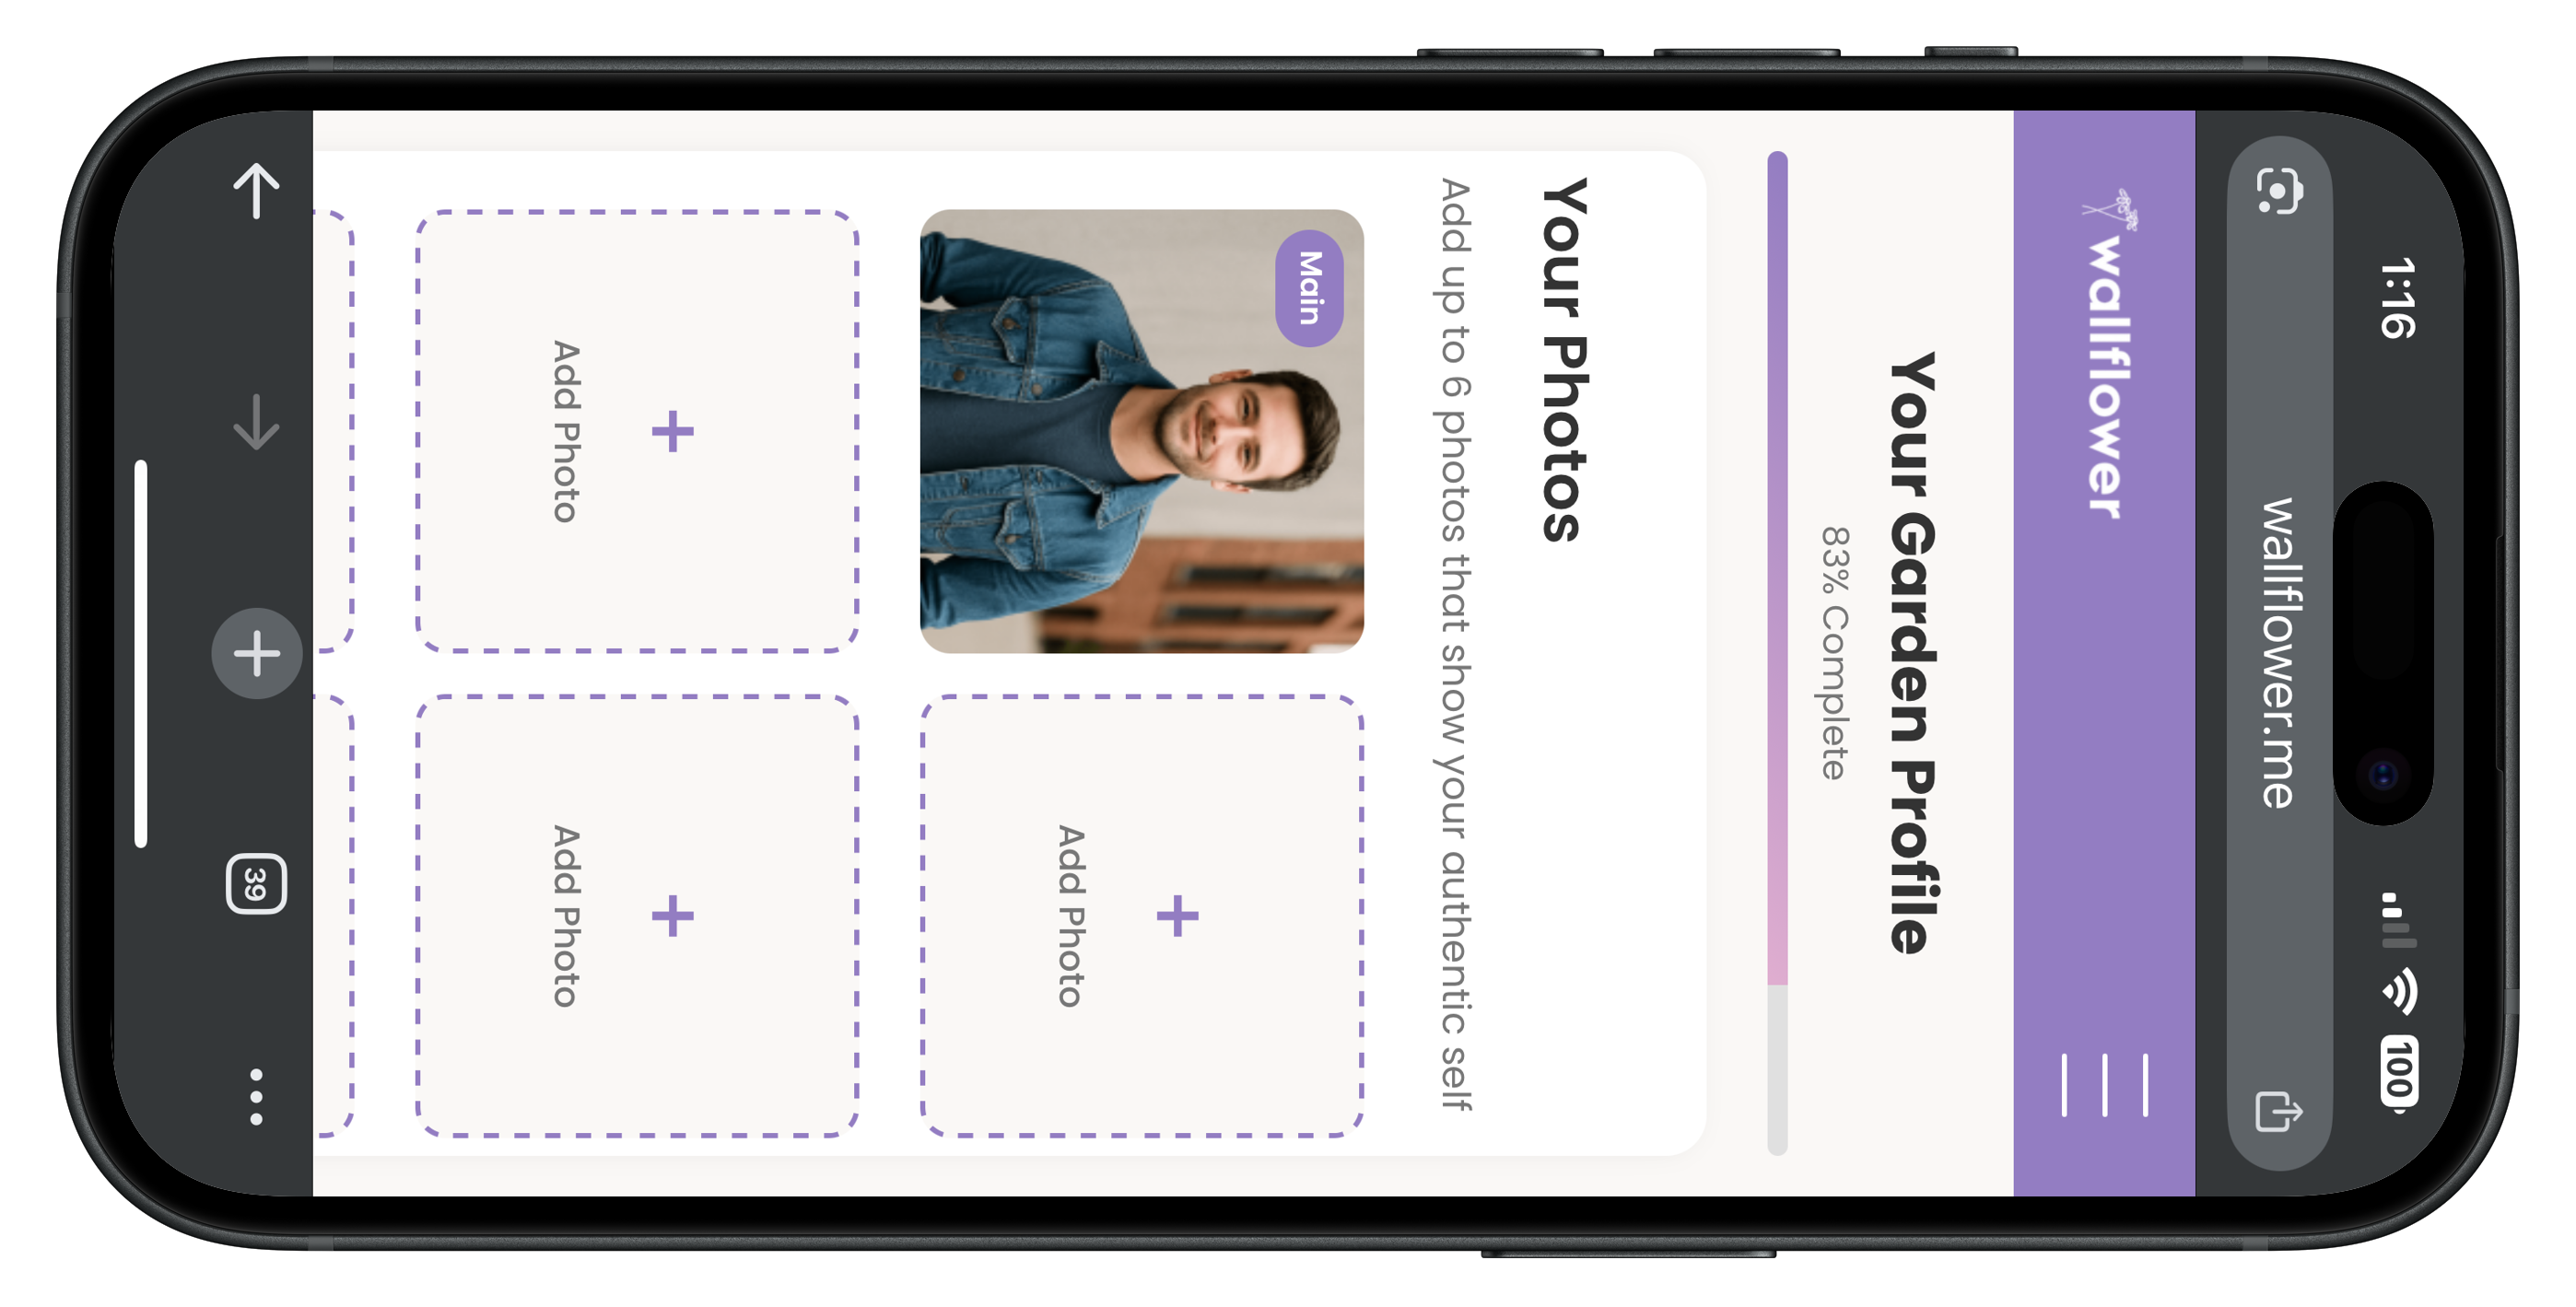 1:16
100
wallflower.me
wallflower
Your Garden Profile
83% Complete
Your Photos
Add up to 6 photos that show your authentic self
Main
Add Photo
Add Photo
Add Photo
39